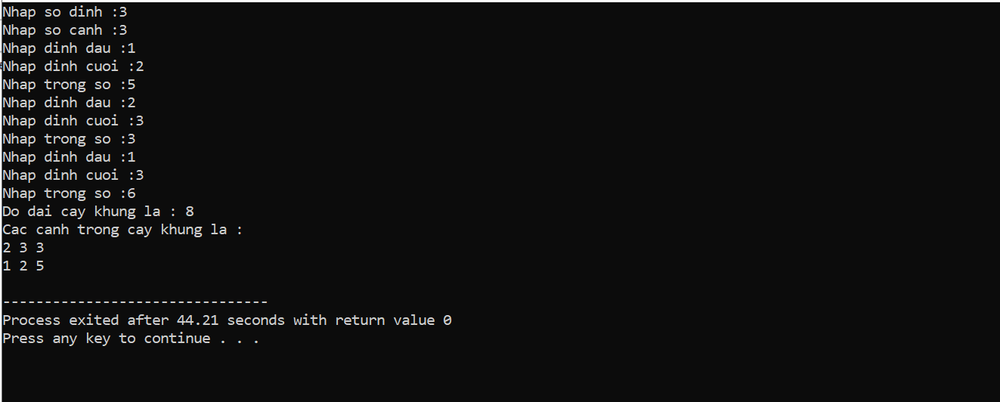 Nhap so dinh :3
Nhap so canh :3
Nhap dinh dau :1
Nhap dinh cuoi :2
Nhap trong so :5
Nhap dinh dau :2
Nhap dinh cuoi :3
Nhap trong so :3
Nhap dinh dau :1
Nhap dinh cuoi :3
Nhap trong so :6
Do dai cay khung la : 8
Cac canh trong cay khung la :
2 3 3
1 2 5
--------------------------------
Process exited after 44.21 seconds with return value 0
Press any key to continue . . .